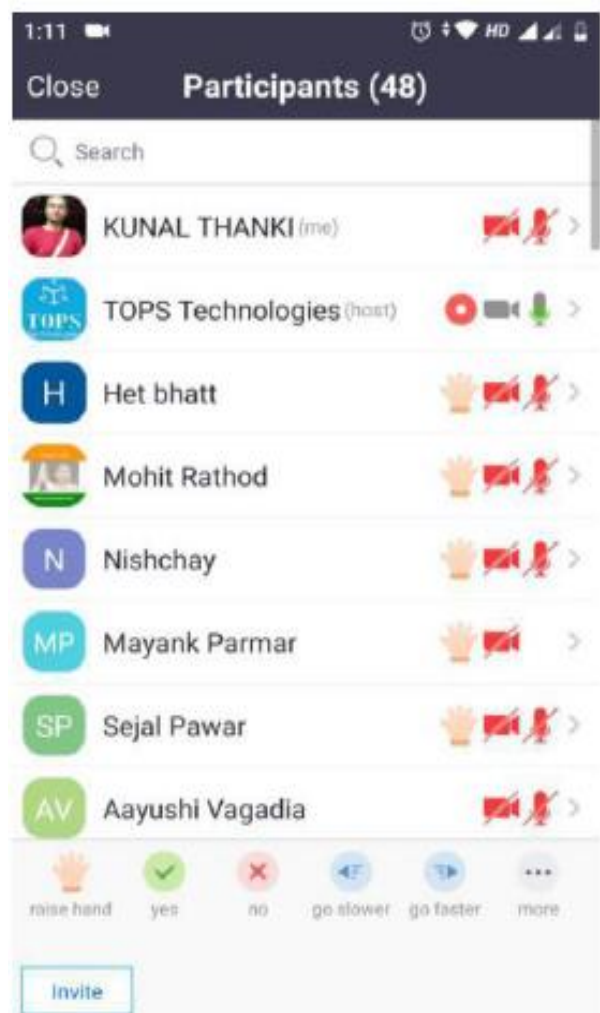 1:11 HD
Close Participants (48)
Search
KUNAL THANKI (me)
TOPS
TOPS Technologies (host)
H Het bhatt
Mohit Rathod
N Nishchay
MP Mayank Parmar
SP Sejal Pawar
AV Aayushi Vagadia
raise hand yes no go slower go faster more
Invite